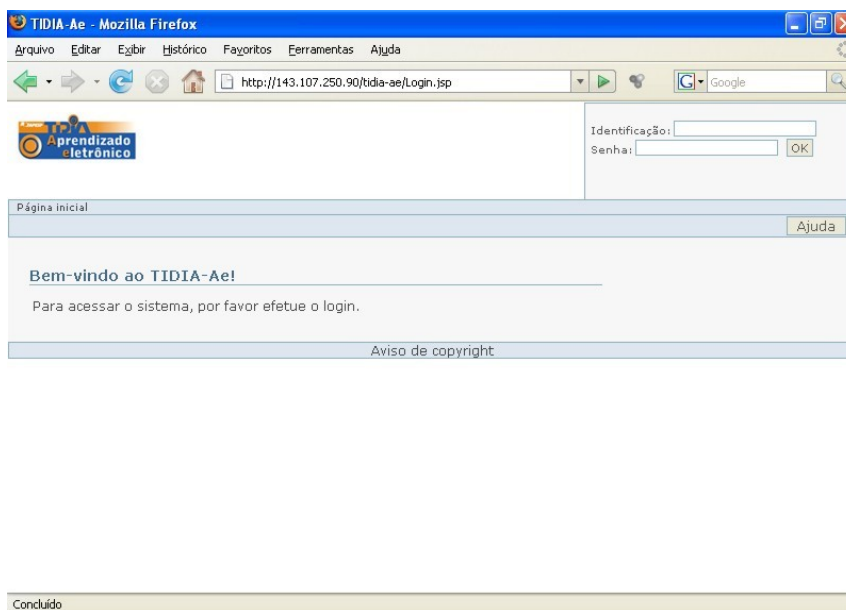 TIDIA-Ae - Mozilla Firefox
Arquivo Editar Exibir Histórico Favoritos Ferramentas Ajuda
http://143.107.250.90/tidia-ae/Login.jsp
G Google
TIDIA
Aprendizado
eletrônico
Identificação:
Senha: OK
Página inicial
Ajuda
Bem-vindo ao TIDIA-Ae!
Para acessar o sistema, por favor efetue o login.
Aviso de copyright
Concluído